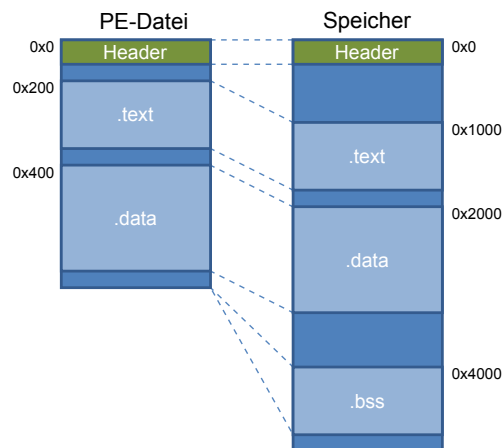 PE-Datei
Speicher
0x0
Header
Header
0x0
0x200
.text
.text
0x1000
0x400
.data
.data
0x2000
.bss
0x4000